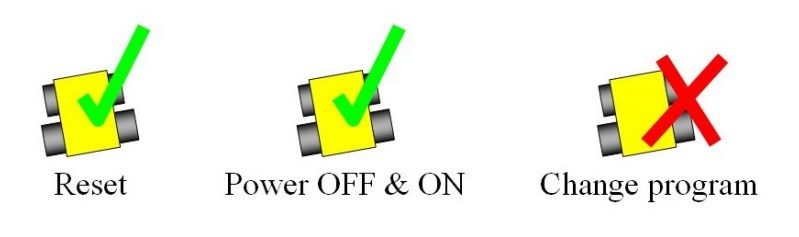 Reset
Power OFF & ON
Change program